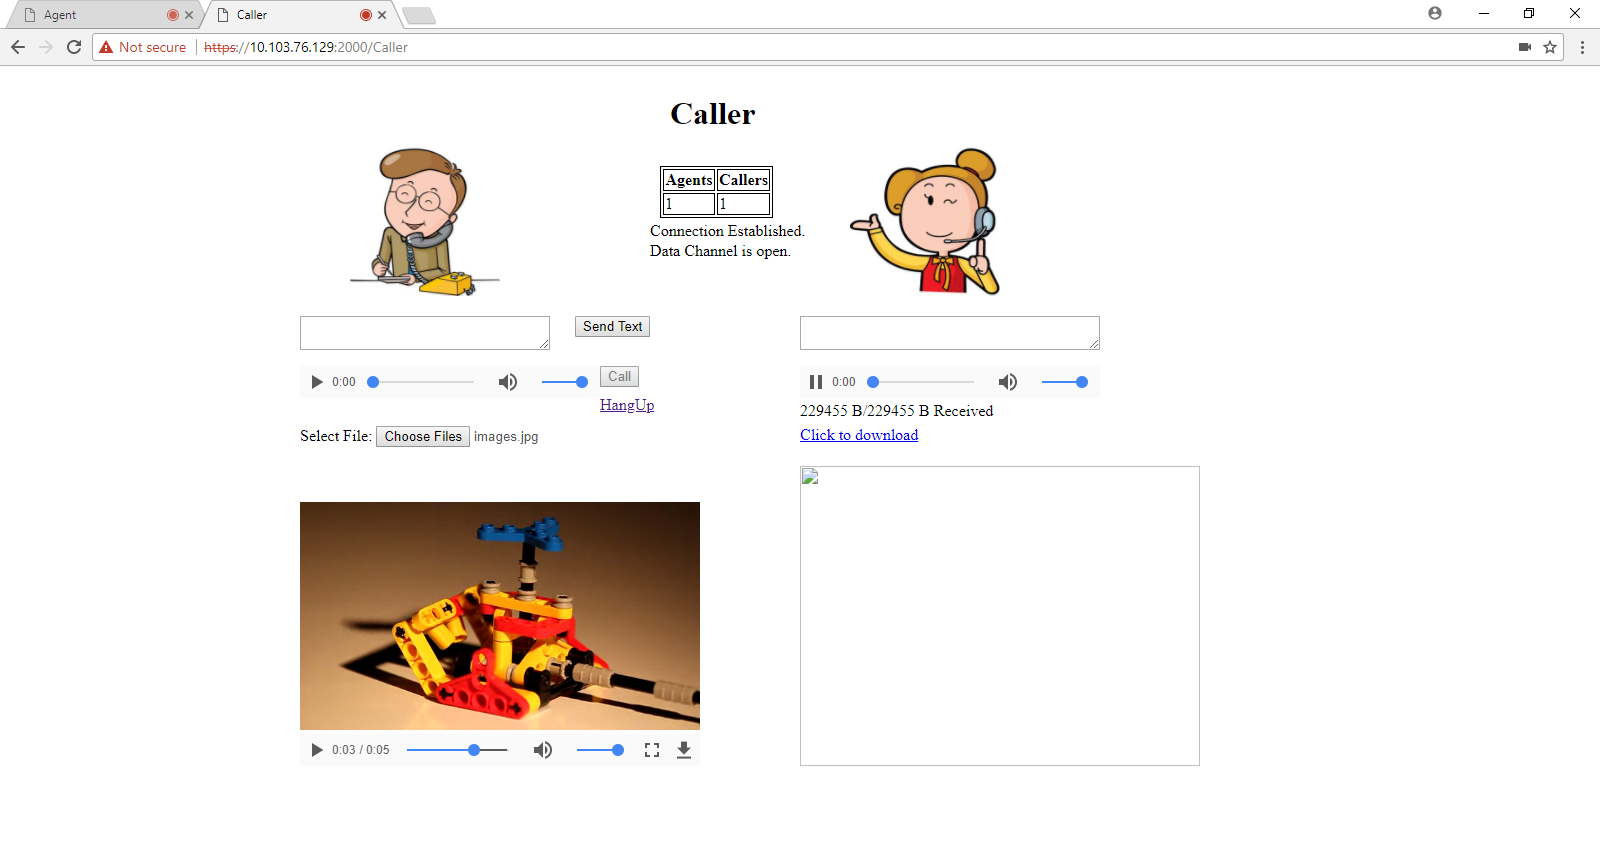 Agent
Caller
Not secure https://10.103.76.129:2000/Caller
Caller
Agents Callers
1 1
Connection Established.
Data Channel is open.
Send Text
0:00
Call
0:00
HangUp
229455 B/229455 B Received
Select File: Choose Files images.jpg
Click to download
0:03 / 0:05